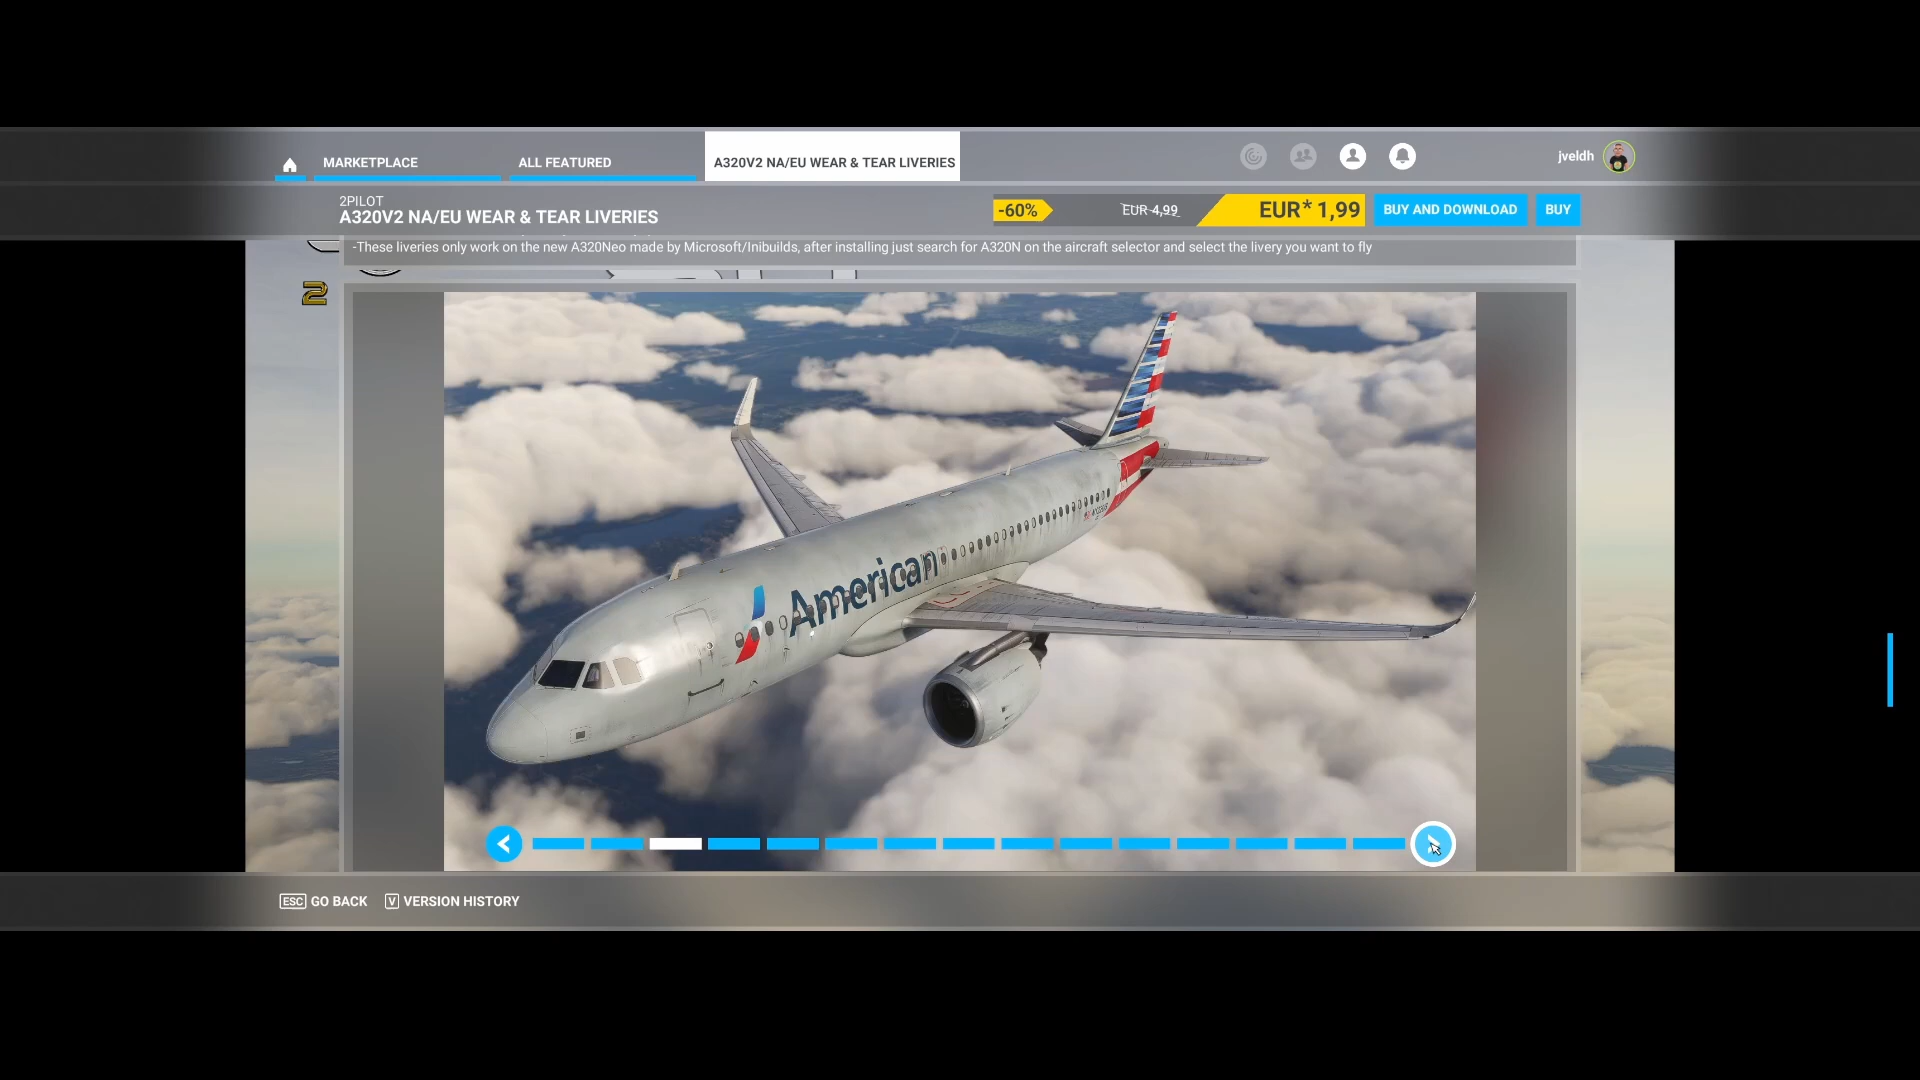 MARKETPLACE
ALL FEATURED
A320V2 NA/EU WEAR & TEAR LIVERIES
jveldh
2PILOT
A320V2 NA/EU WEAR & TEAR LIVERIES
-60%
EUR 4,99
EUR* 1,99
BUY AND DOWNLOAD
BUY
-These liveries only work on the new A320Neo made by Microsoft/Inibuilds, after installing just search for A320N on the aircraft selector and select the livery you want to fly
2
American
ESC GO BACK
V VERSION HISTORY